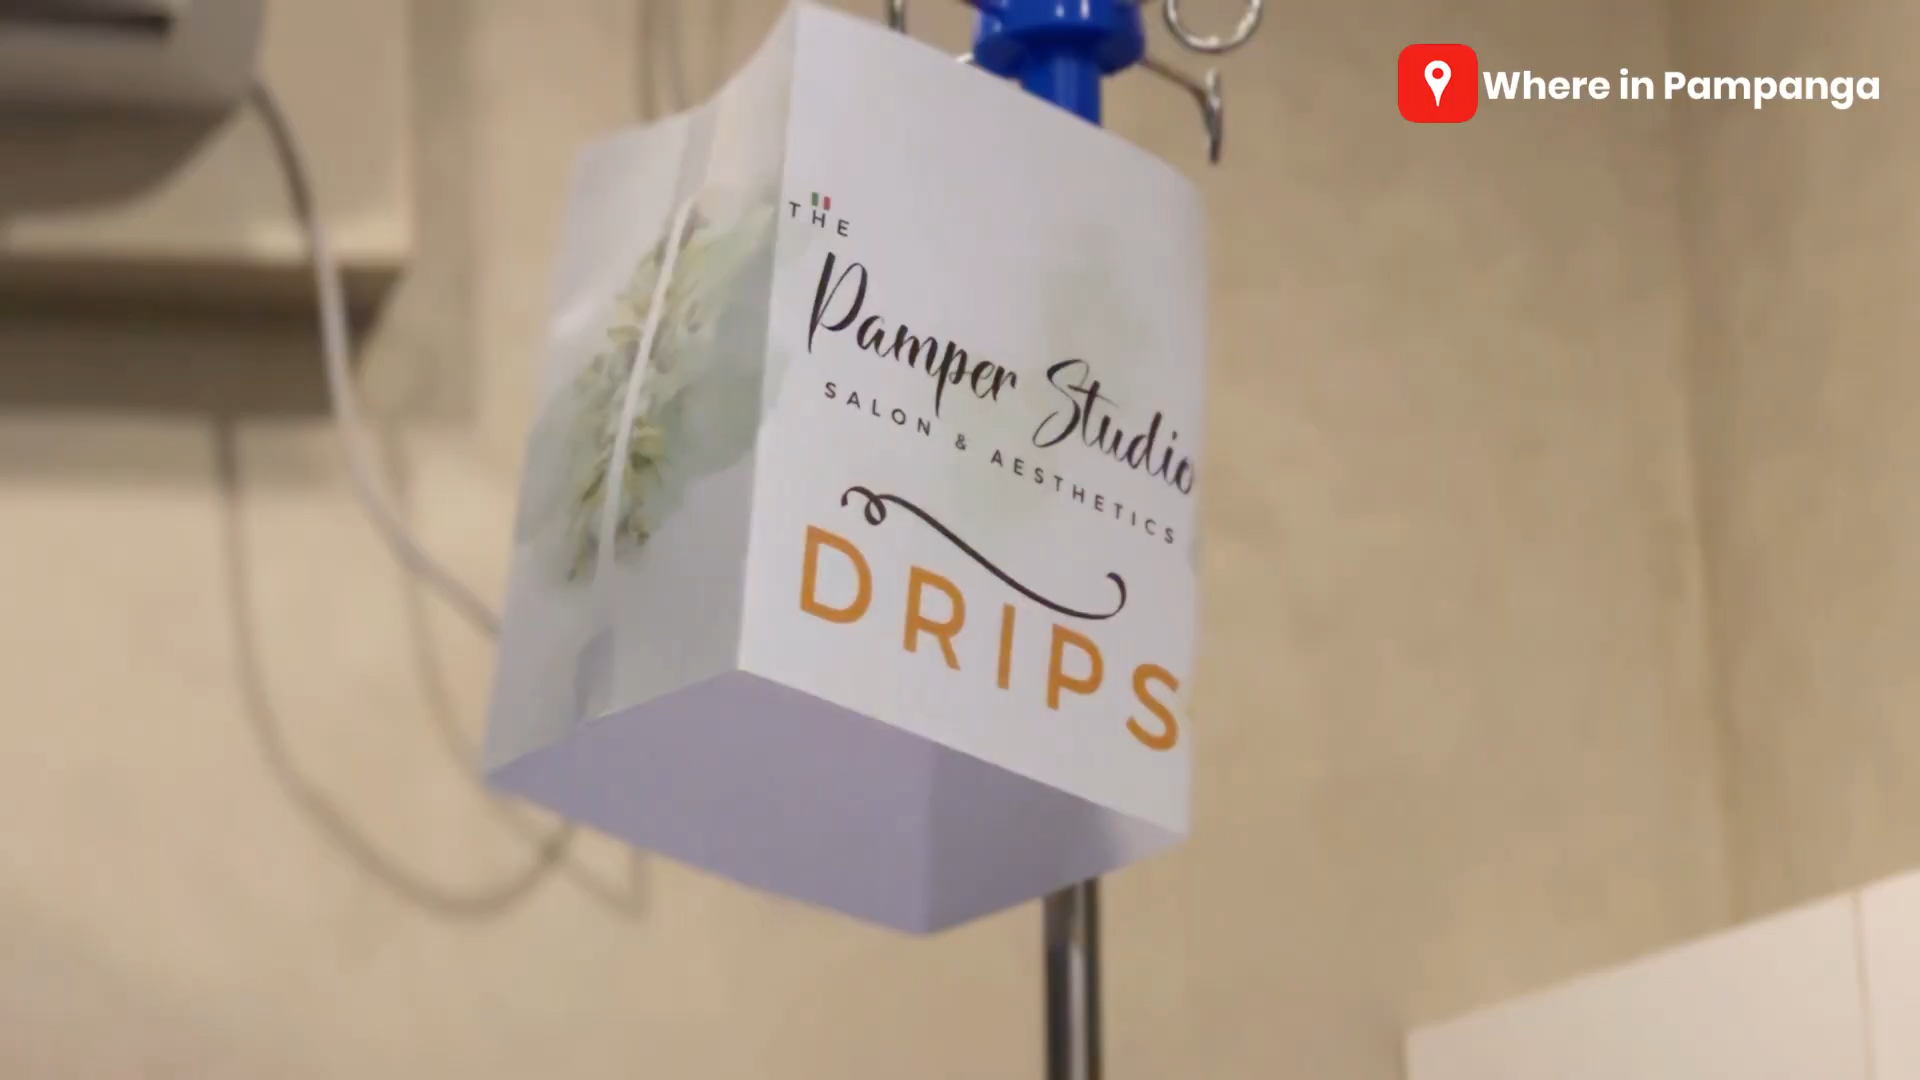 Where in Pampanga
THE
Pamper Studio
SALON & AESTHETICS
DRIPS